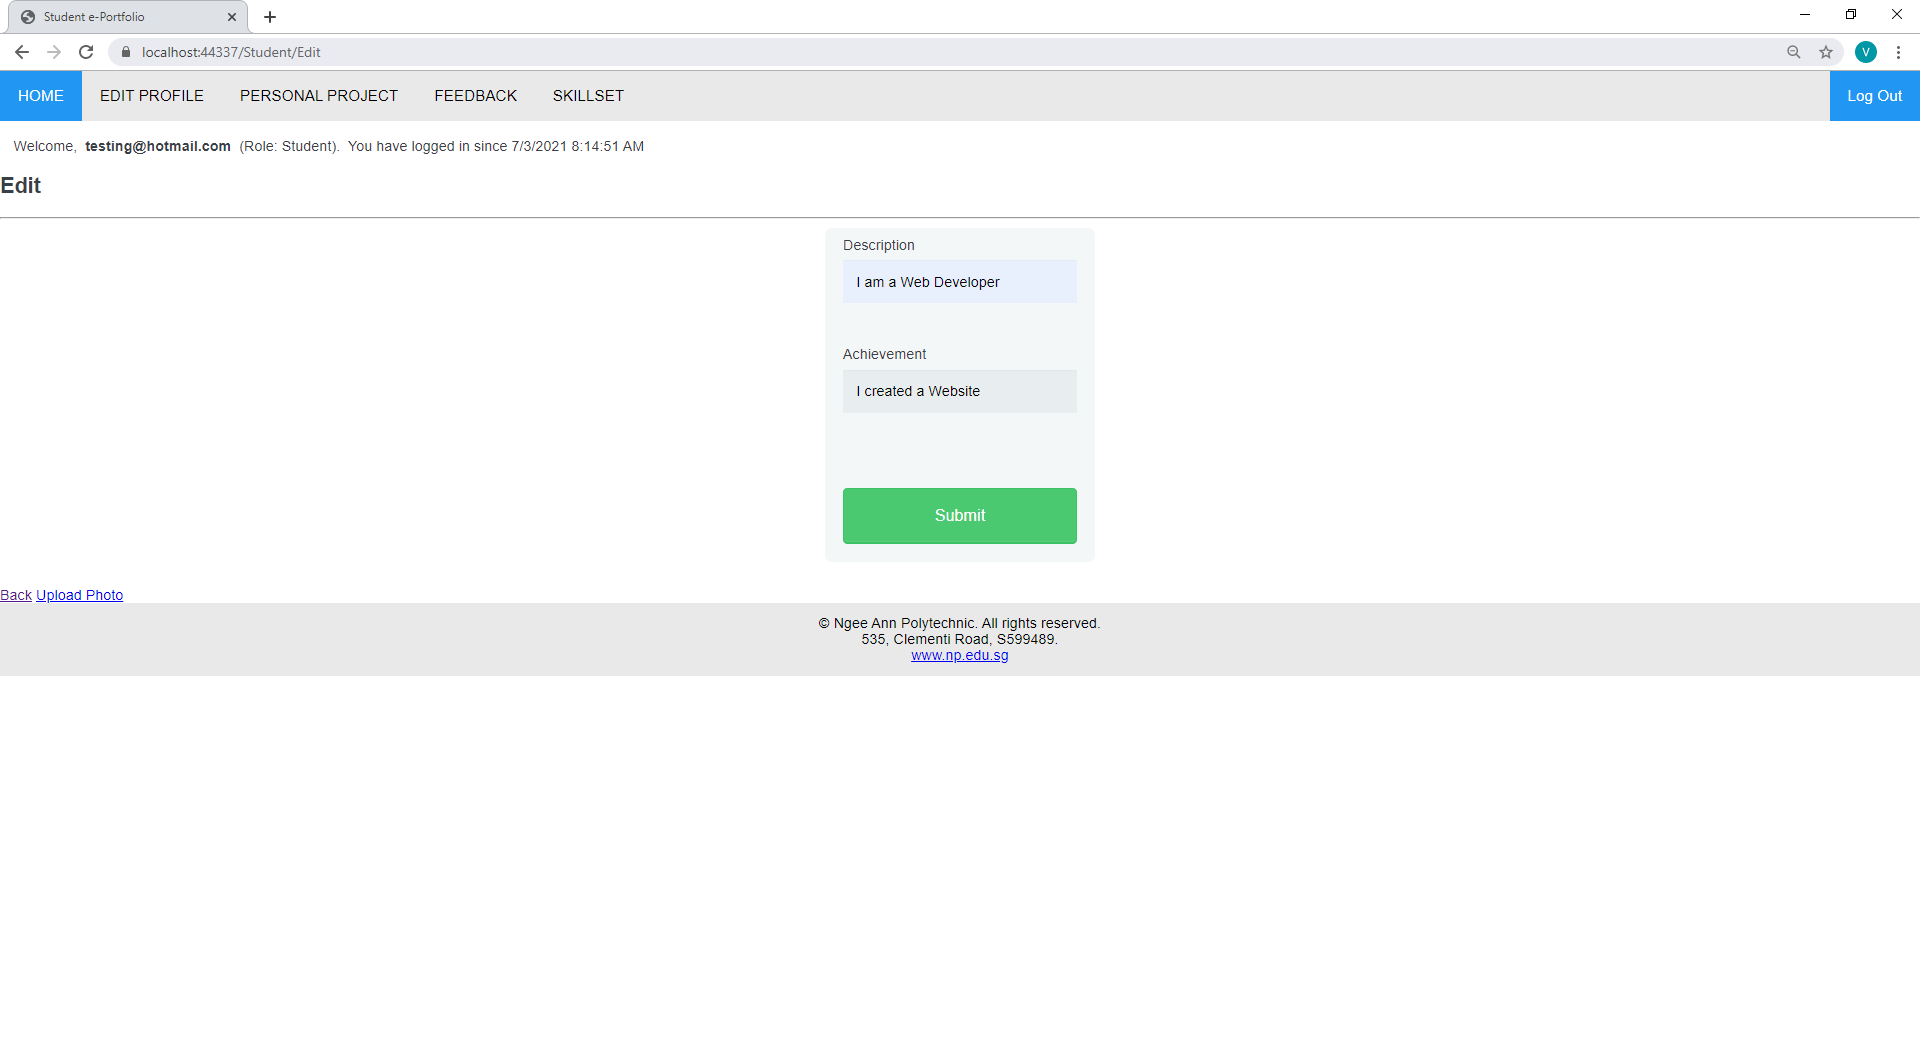 Student e-Portfolio
localhost:44337/Student/Edit
V
HOME EDIT PROFILE PERSONAL PROJECT FEEDBACK SKILLSET Log Out
Welcome, testing@hotmail.com (Role: Student). You have logged in since 7/3/2021 8:14:51 AM
Edit
Description
I am a Web Developer
Achievement
I created a Website
Submit
Back Upload Photo
© Ngee Ann Polytechnic. All rights reserved.
535, Clementi Road, S599489.
www.np.edu.sg